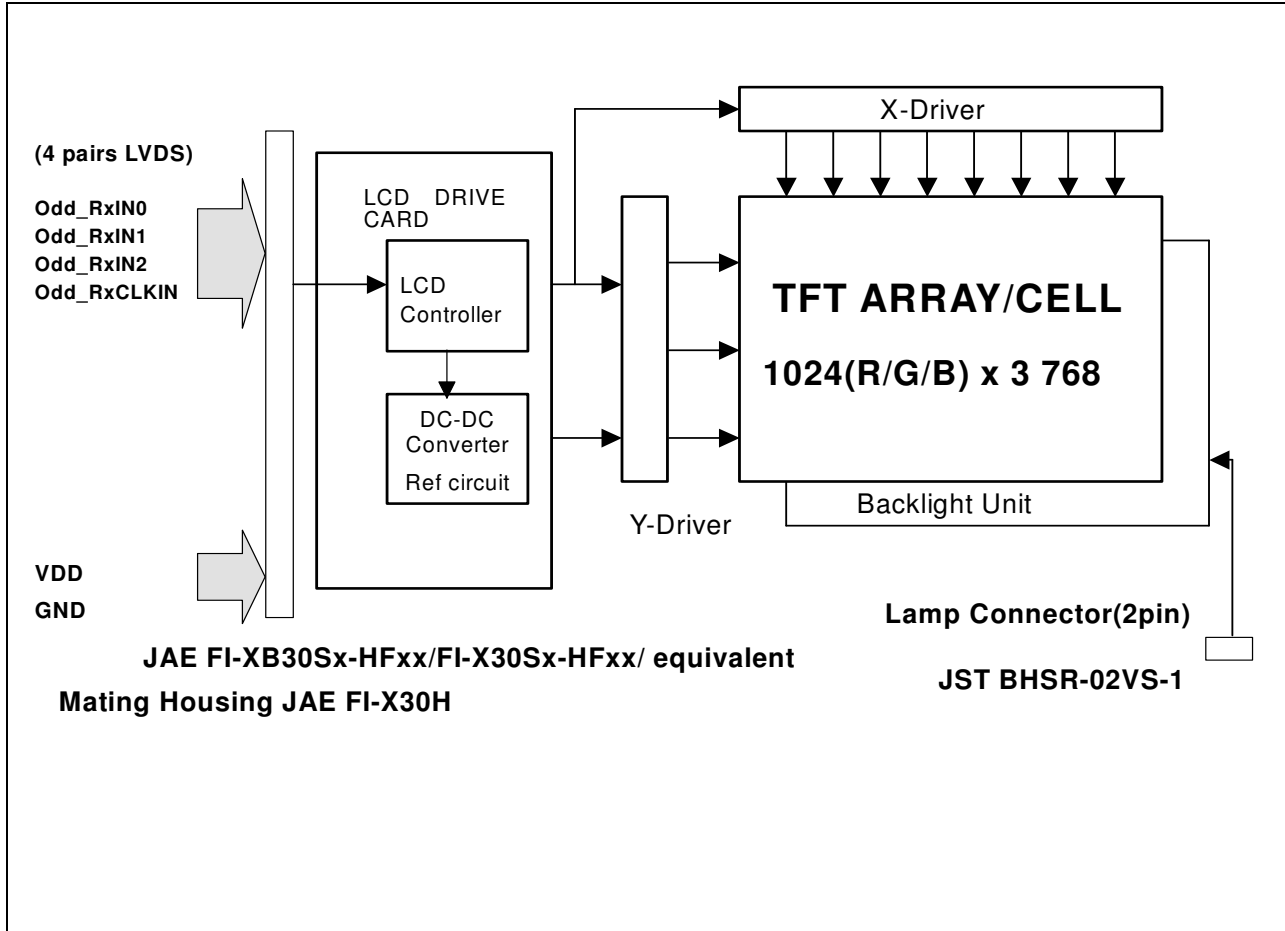 X-Driver
(4 pairs LVDS)
Odd_RxIN0
Odd_RxIN1
Odd_RxIN2
Odd_RxCLKIN
LCD DRIVE
CARD
LCD
Controller
DC-DC
Converter
Ref circuit
Y-Driver
TFT ARRAY/CELL
1024(R/G/B) x 3 768
Backlight Unit
VDD
GND
JAE FI-XB30Sx-HFxx/FI-X30Sx-HFxx/ equivalent
Mating Housing JAE FI-X30H
Lamp Connector(2pin)
JST BHSR-02VS-1